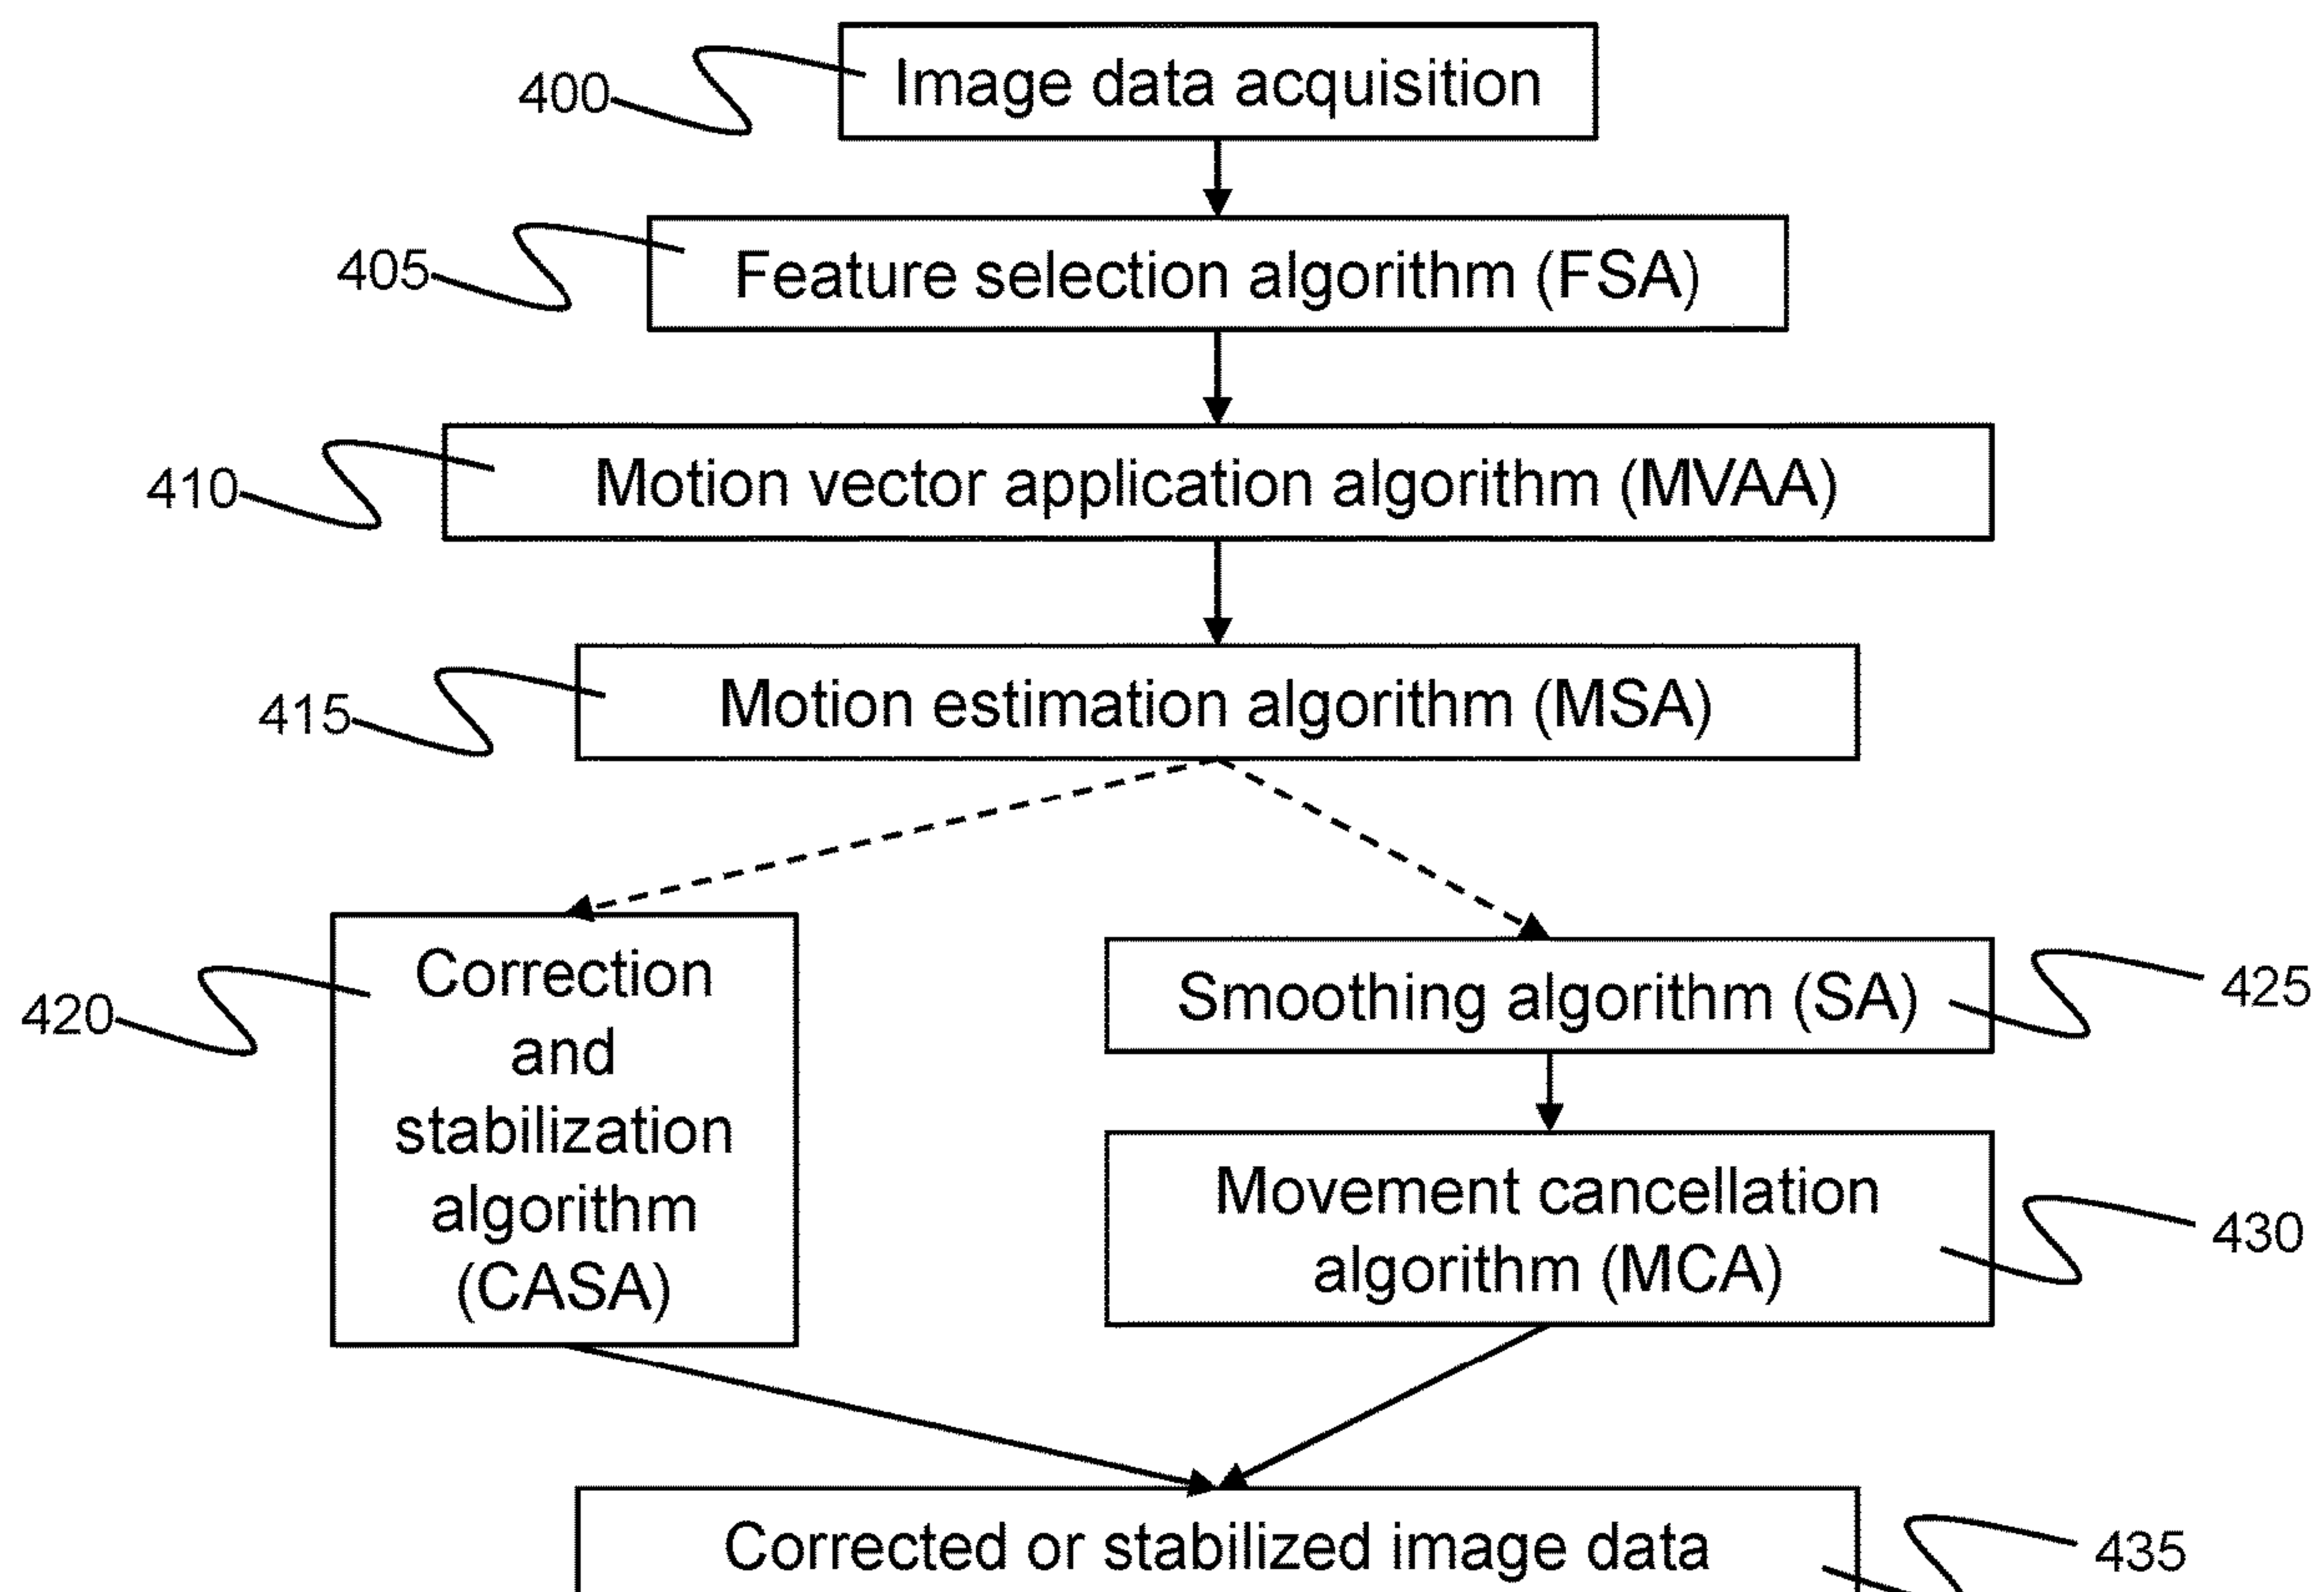 400
Image data acquisition
405
Feature selection algorithm (FSA)
410
Motion vector application algorithm (MVAA)
415
Motion estimation algorithm (MSA)
420
Correction
and
stabilization
algorithm
(CASA)
Smoothing algorithm (SA)
425
Movement cancellation
algorithm (MCA)
430
Corrected or stabilized image data
435